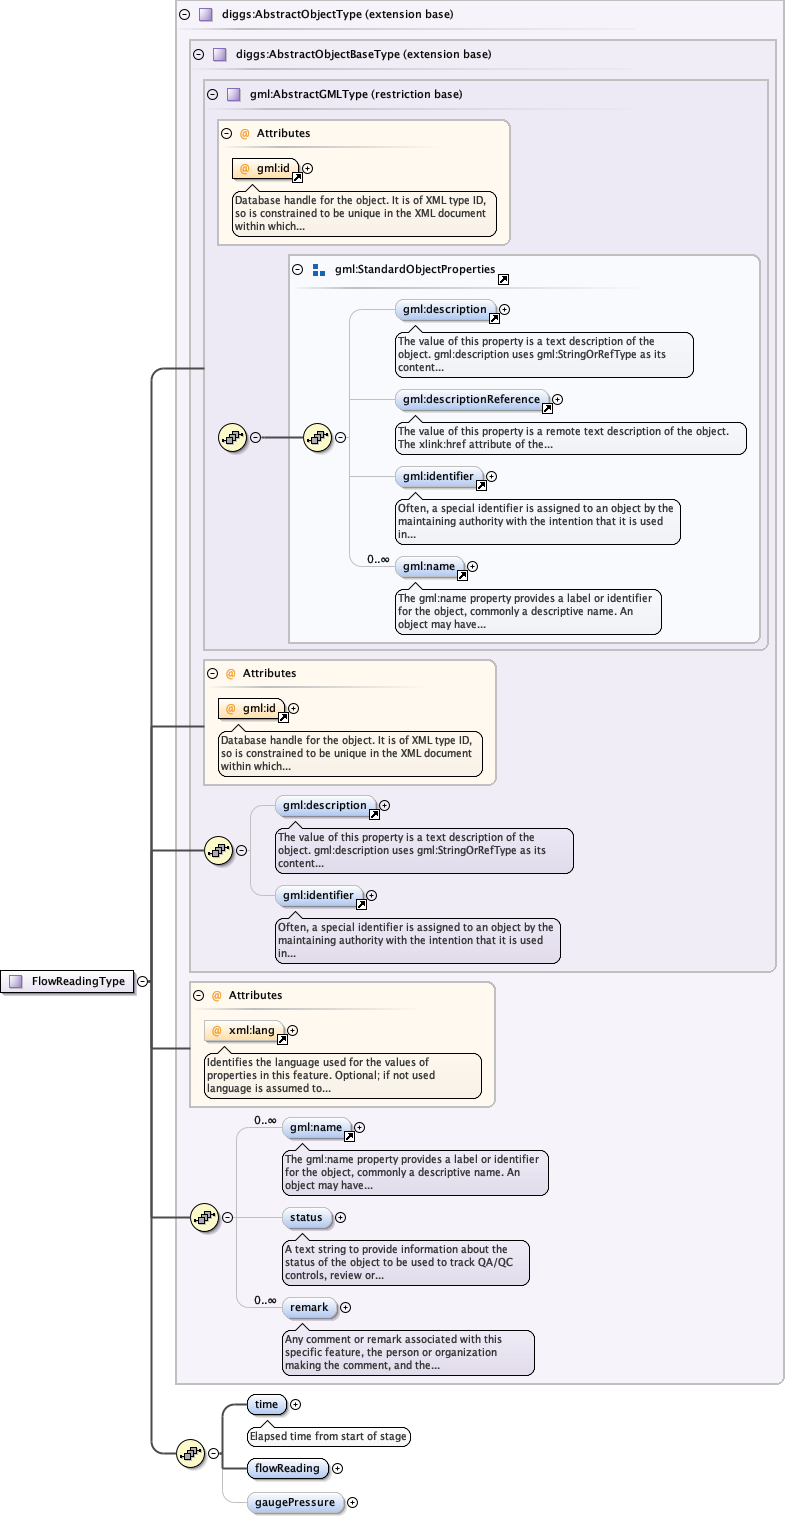 diggs:AbstractObjectType (extension base)
diggs:AbstractObjectBaseType (extension base)
gml:AbstractGMLType (restriction base)
@ Attributes
@ gml:id
Database handle for the object. It is of XML type ID,
so is constrained to be unique in the XML document
within which...
gml:StandardObjectProperties
gml:description
The value of this property is a text description of the
object. gml:description uses gml:StringOrRefType as its
content...
gml:descriptionReference
The value of this property is a remote text description of the object.
The xlink:href attribute of the...
gml:identifier
Often, a special identifier is assigned to an object by the
maintaining authority with the intention that it is used
in...
0..∞
gml:name
The gml:name property provides a label or identifier
for the object, commonly a descriptive name. An
object may have...
@ Attributes
@ gml:id
Database handle for the object. It is of XML type ID,
so is constrained to be unique in the XML document
within which...
gml:description
The value of this property is a text description of the
object. gml:description uses gml:StringOrRefType as its
content...
gml:identifier
Often, a special identifier is assigned to an object by the
maintaining authority with the intention that it is used
in...
FlowReadingType
@ Attributes
@ xml:lang
Identifies the language used for the values of
properties in this feature. Optional; if not used
language is assumed to...
0..∞
gml:name
The gml:name property provides a label or identifier
for the object, commonly a descriptive name. An
object may have...
status
A text string to provide information about the
status of the object to be used to track QA/QC
controls, review or...
0..∞
remark
Any comment or remark associated with this
specific feature, the person or organization
making the comment, and the...
time
Elapsed time from start of stage
flowReading
gaugePressure